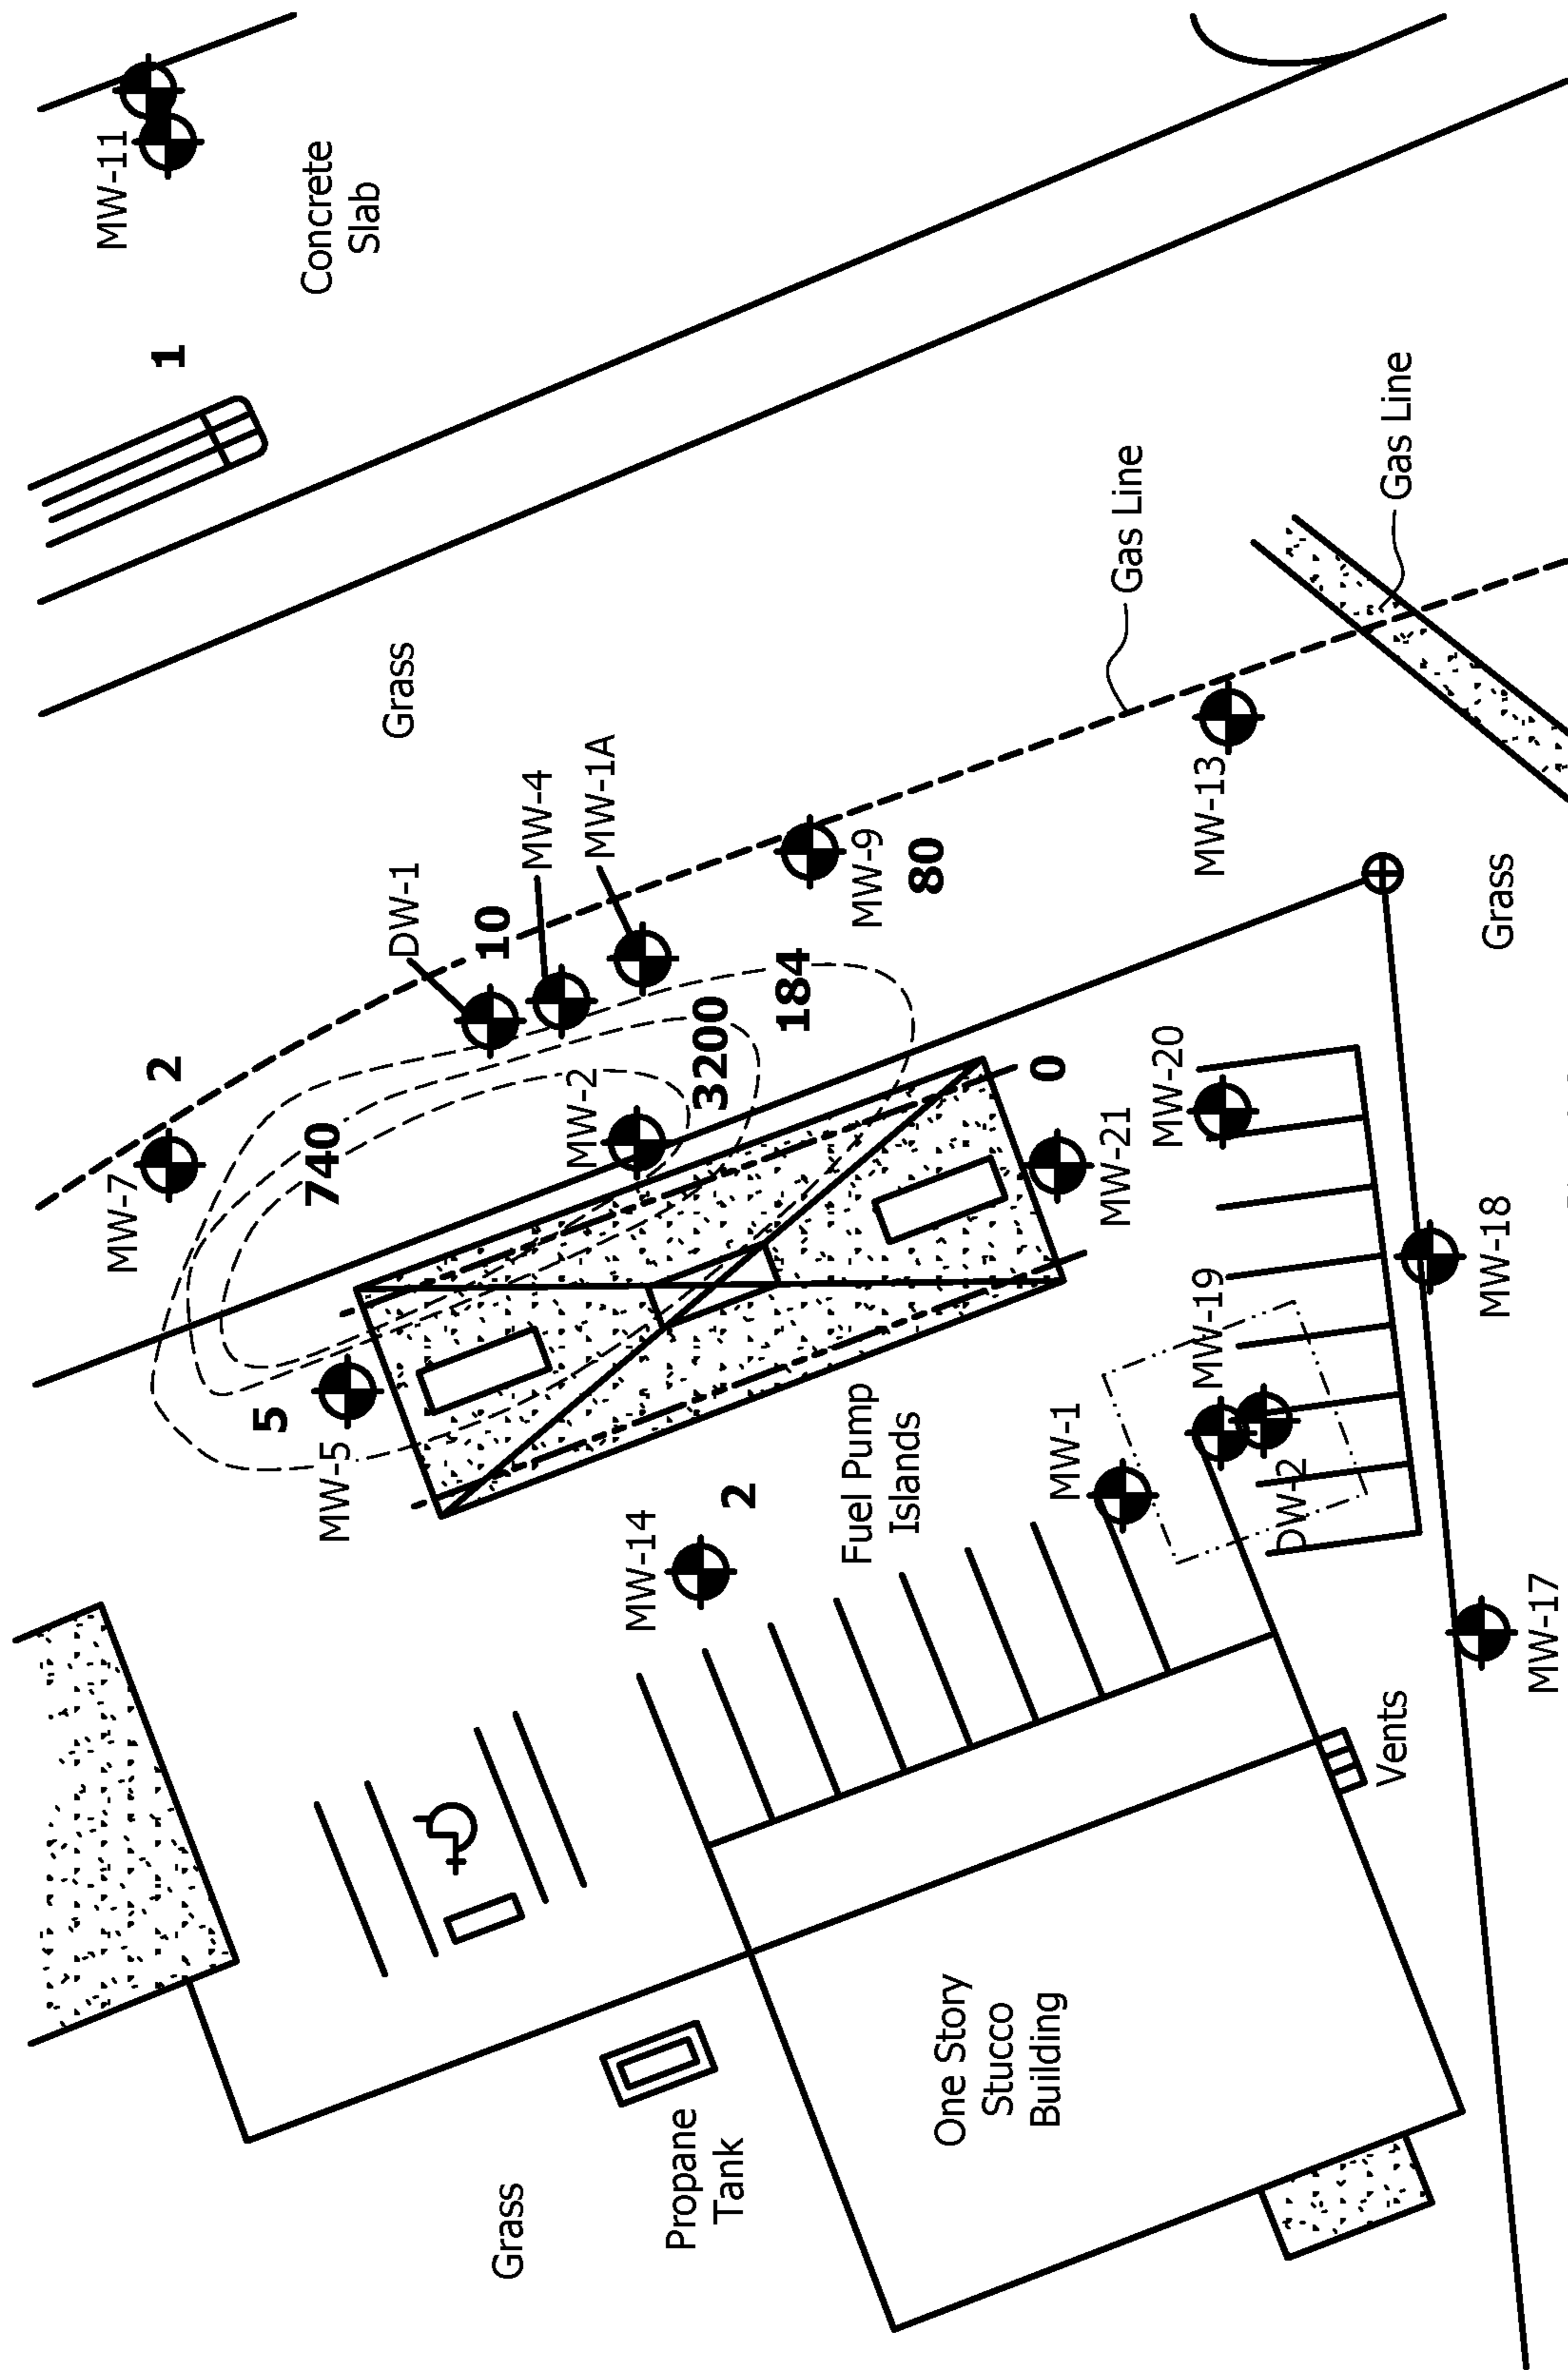 MW-11
MW-7
2
1
5
Concrete
Slab
740
MW-5
Grass
DW-1
10
Grass
MW-4
MW-2
MW-1A
MW-14
Propane
Tank
3200
2
184
Fuel Pump
Islands
MW-9
80
One Story
Stucco
Building
0
MW-1
MW-21
Gas Line
MW-20
MW-19
MW-13
DW-2
Vents
Gas Line
MW-18
Grass
MW-17